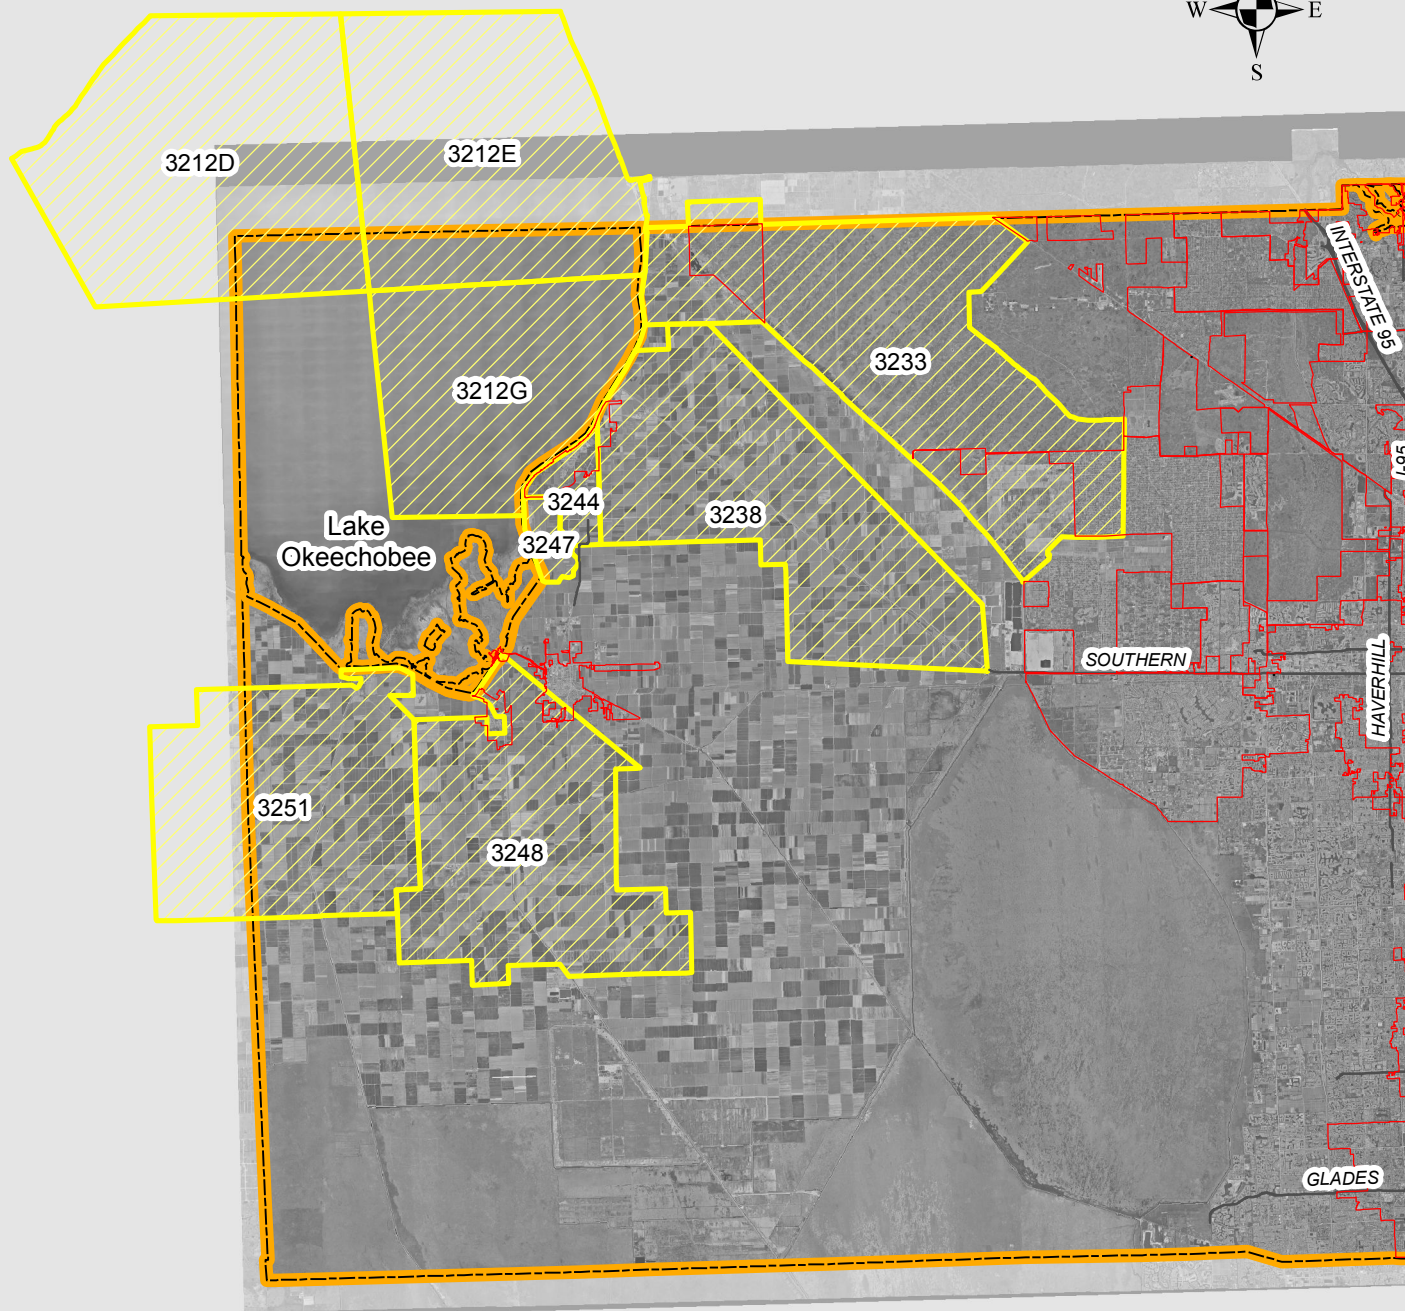 W E
S
3212D
3212E
INTERSTATE 95
3233
3212G
I-95
3244
3238
Lake
Okeechobee
3247
SOUTHERN
HAVERHILL
3251
3248
GLADES